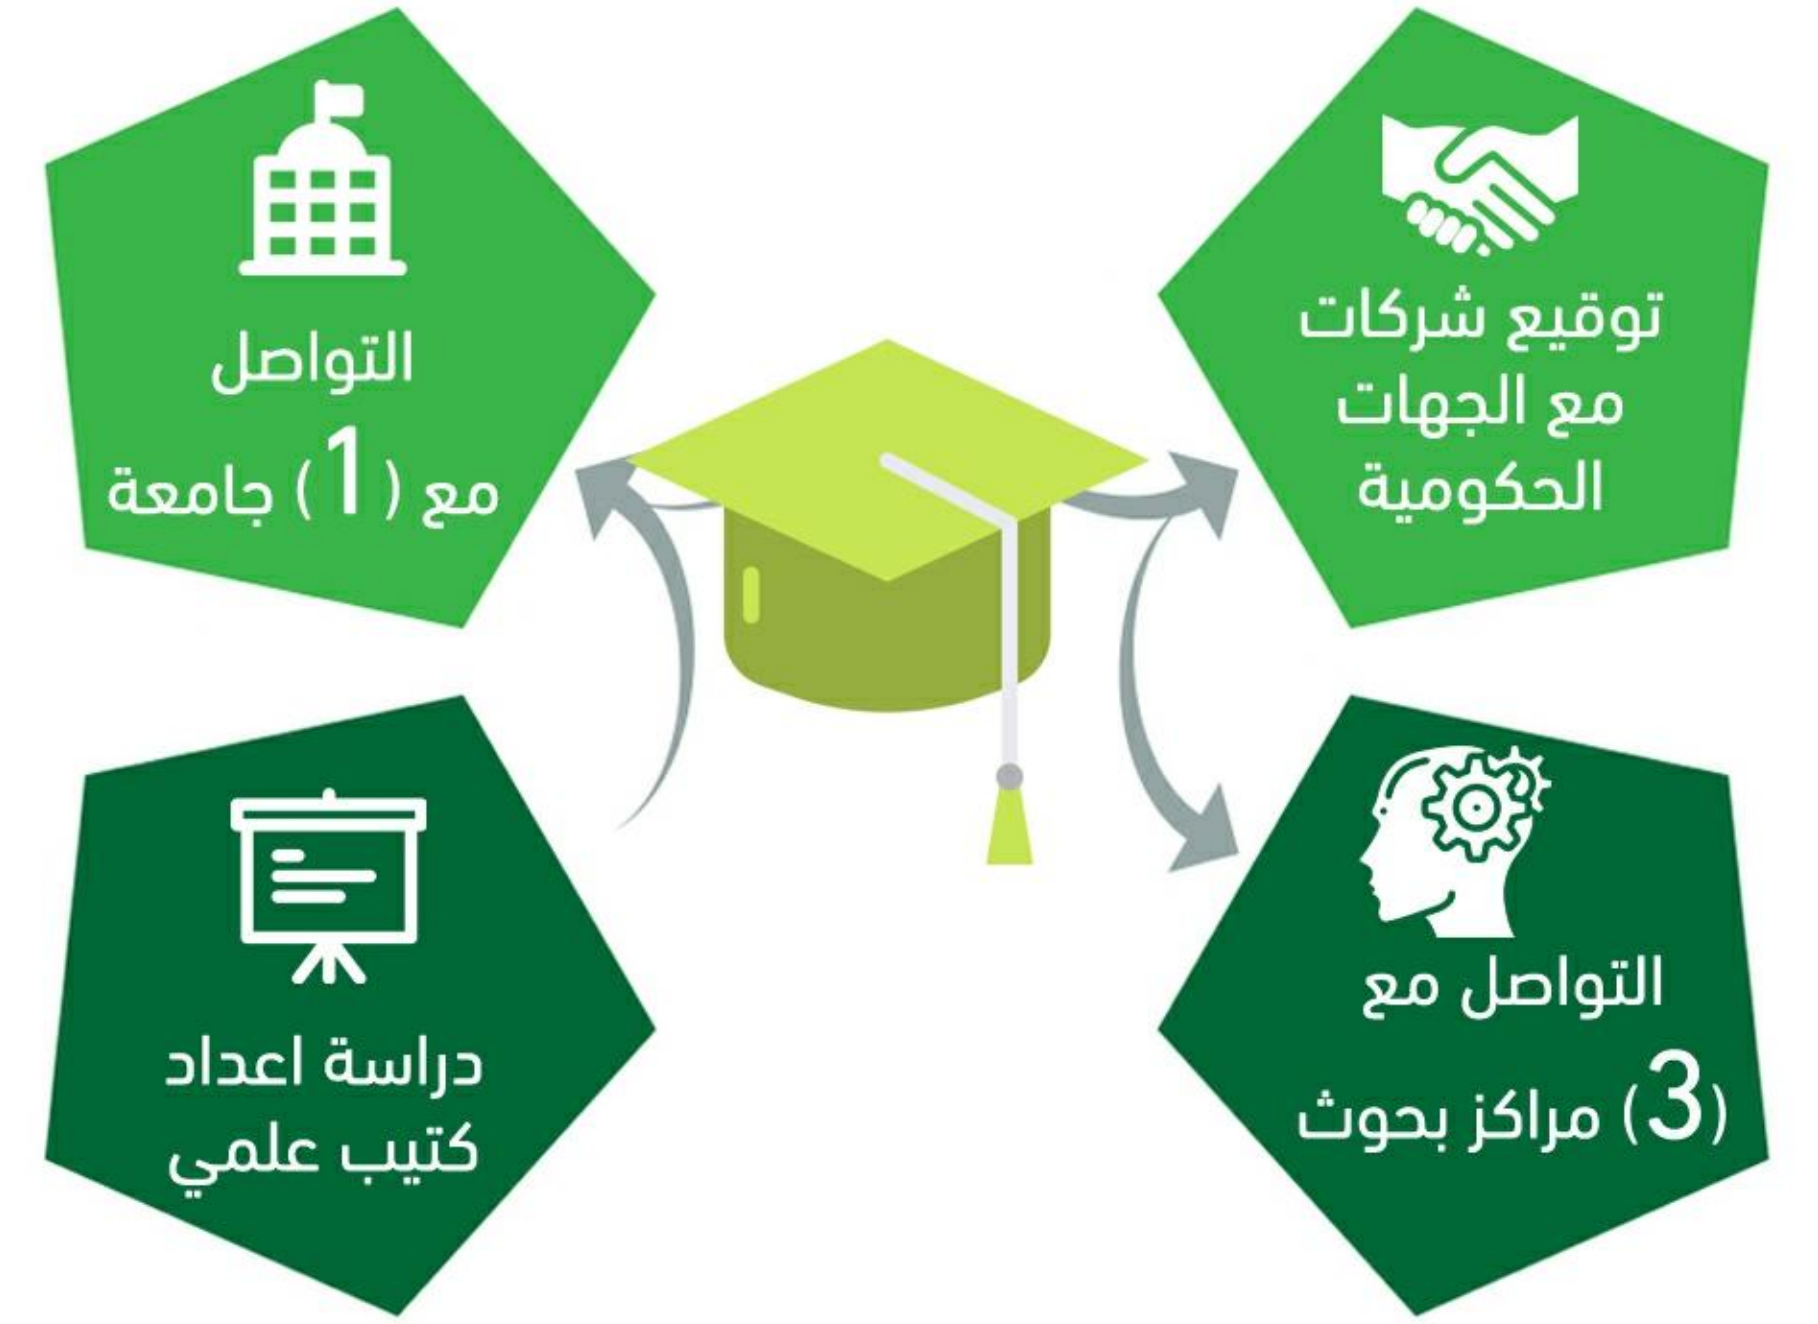 توقيع شركات
مع الجهات
الحكومية
التواصل
مع (1) جامعة
التواصل مع
(3) مراكز بحوث
دراسة اعداد
كتيب علمي